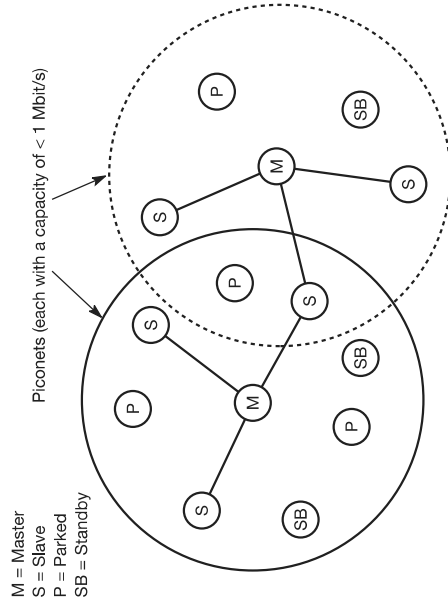 M = Master
S = Slave
P = Parked
SB = Standby
Piconets (each with a capacity of < 1 Mbit/s)
P
S
S
P
M
S
P
SB
SB
S
P
M
SB
S